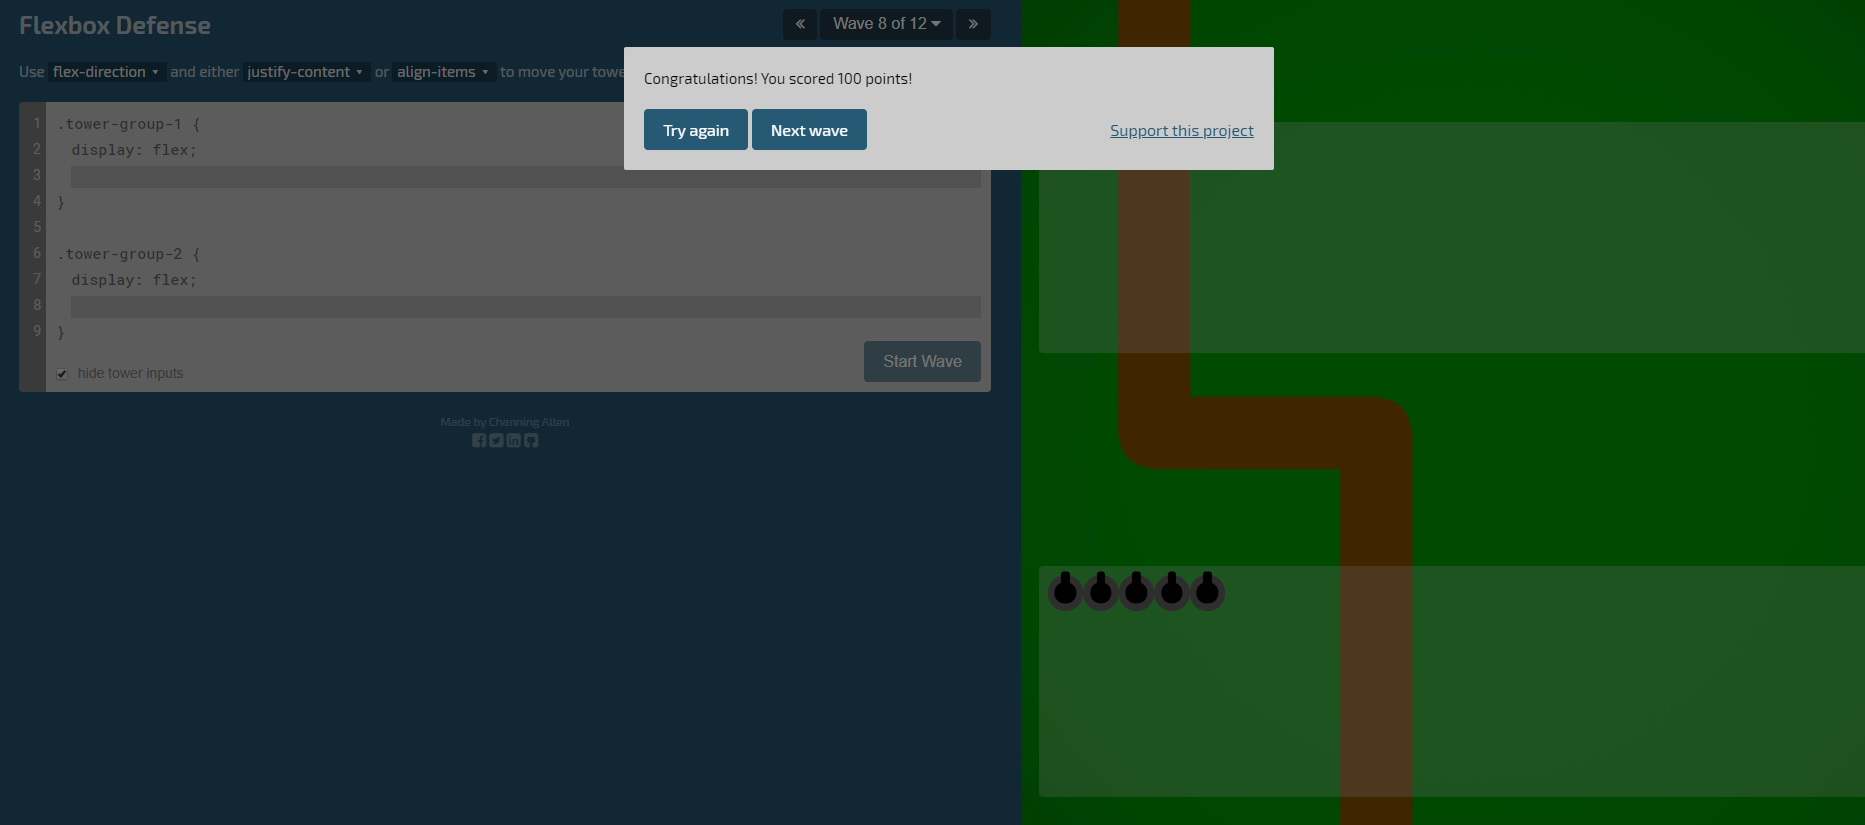 Flexbox Defense
« Wave 8 of 12 »
Use flex-direction and either justify-content or align-items to move your towe
Congratulations! You scored 100 points!
Try again Next wave Support this project
1 .tower-group-1 {
2 display: flex;
3
4 }
5
6 .tower-group-2 {
7 display: flex;
8
9 }
hide tower inputs Start Wave
Made by Channing Allen